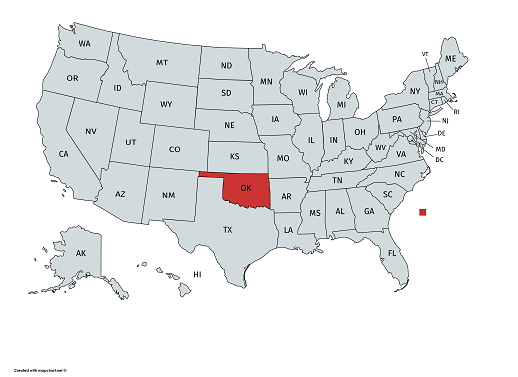 WA
OR
CA
NV
ID
MT
WY
UT
CO
AZ
NM
ND
SD
NE
KS
OK
TX
MN
IA
MO
AR
LA
WI
IL
MI
IN
OH
KY
TN
MS
AL
GA
FL
SC
NC
VA
WV
PA
NY
VT
NH
ME
MA
CT
RI
NJ
DE
MD
DC
AK
HI
Created with mapchart.net ©